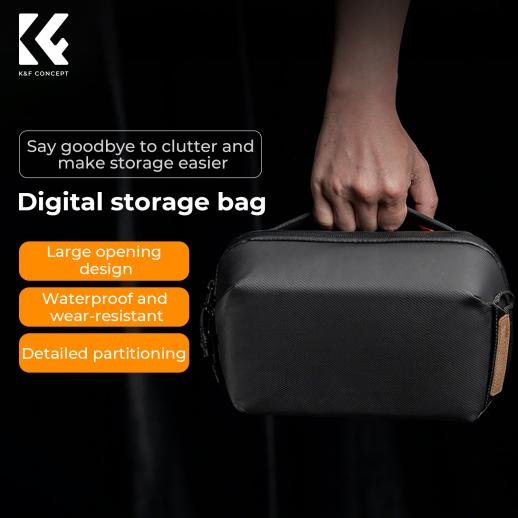 K&F CONCEPT
Say goodbye to clutter and
make storage easier
Digital storage bag
Large opening
design
Waterproof and
wear-resistant
Detailed partitioning